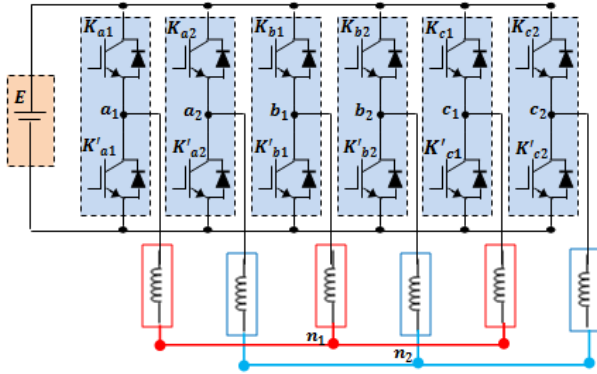 K_a1 K_a2 K_b1 K_b2 K_c1 K_c2
E
a_1 a_2 b_1 b_2 c_1 c_2
K'_a1 K'_a2 K'_b1 K'_b2 K'_c1 K'_c2
n_1
n_2